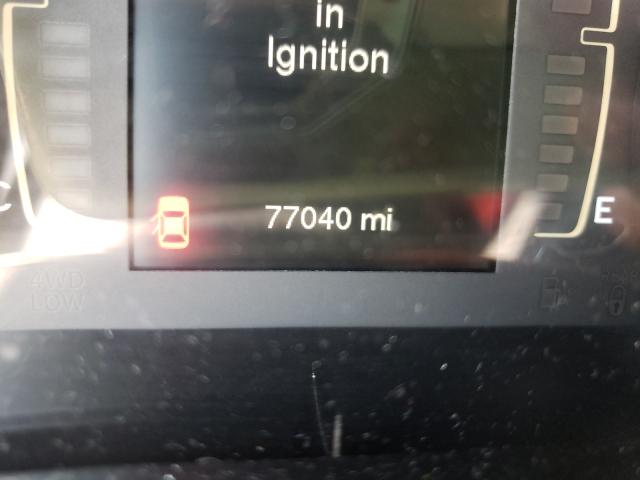 in
Ignition
77040 mi
C
E
4WD
LOW